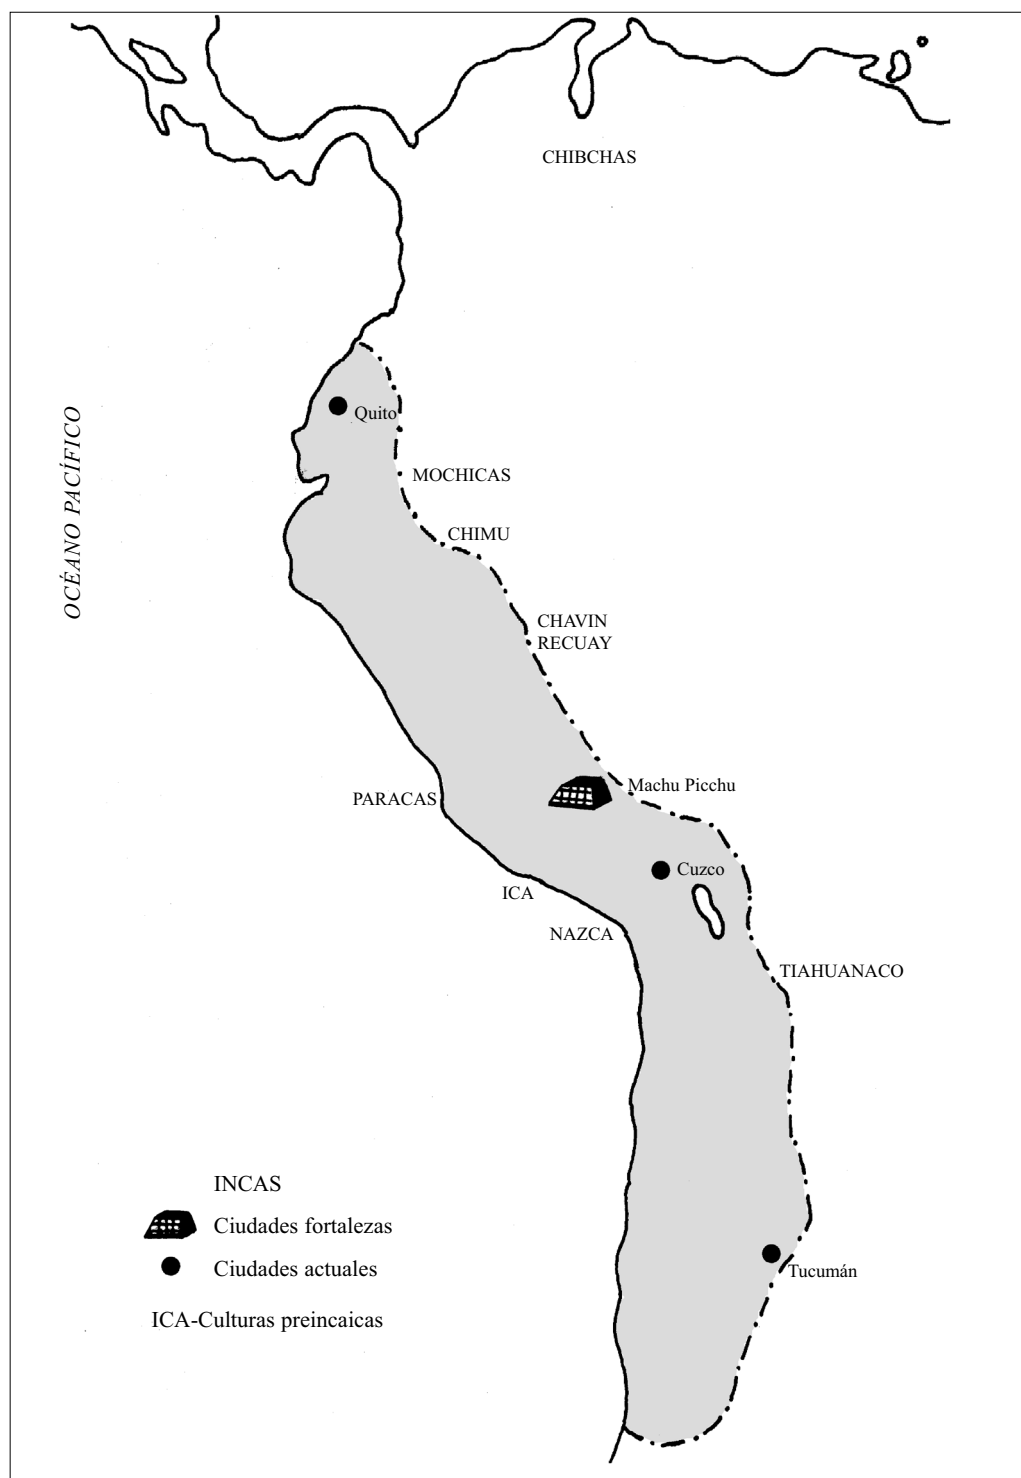 CHIBCHAS
OCÉANO PACÍFICO
Quito
MOCHICAS
CHIMU
CHAVIN
RECUAY
Machu Picchu
PARACAS
Cuzco
ICA
NAZCA
TIAHUANACO
INCAS
Ciudades fortalezas
Ciudades actuales
Tucumán
ICA-Culturas preincaicas